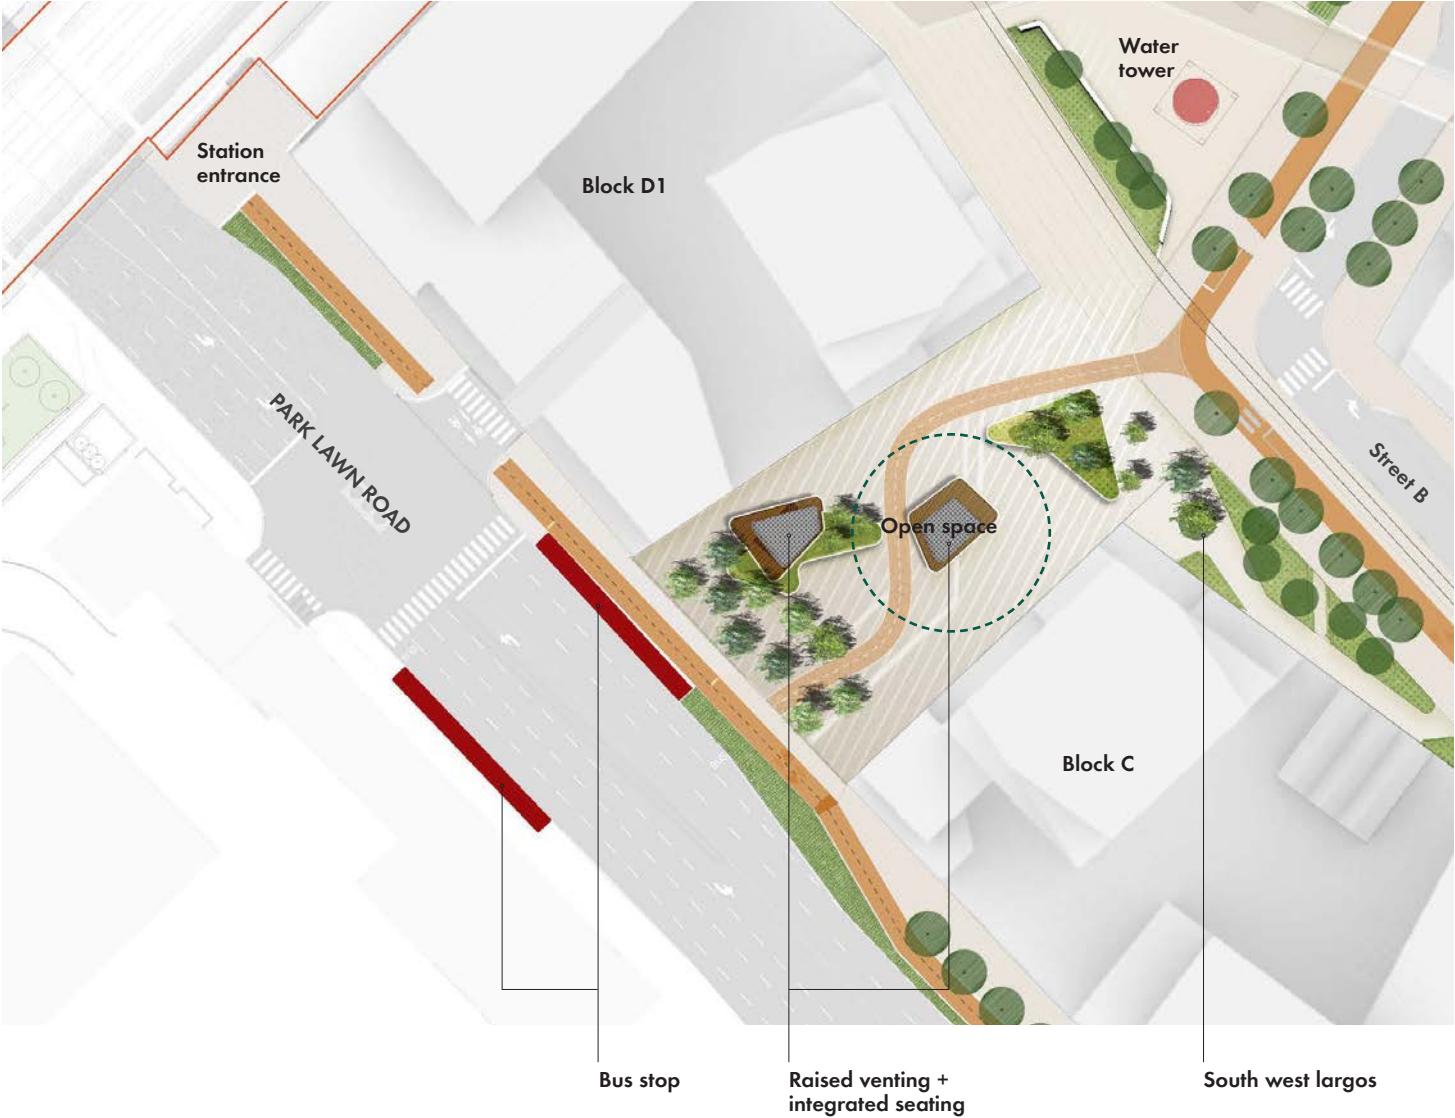 Water
tower
Station
entrance
Block D1
PARK LAWN ROAD
Street B
Open space
Block C
BUS
Bus stop
Raised venting +
integrated seating
South west largos